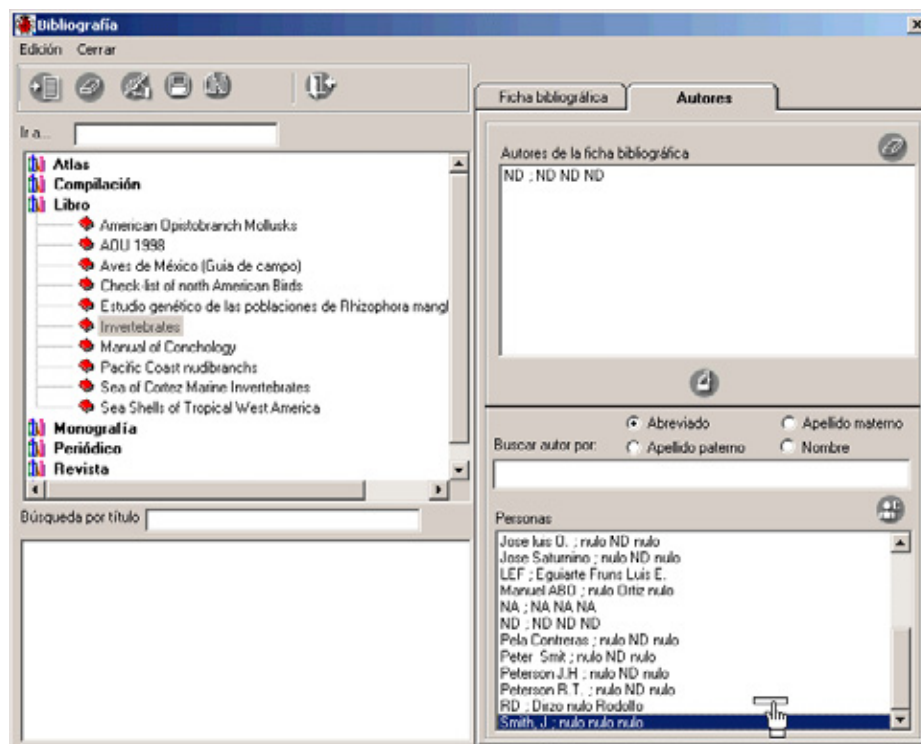 Bibliografía
Edición Cerrar
Ir a...
Atlas
Compilación
Libro
American Opistobranch Mollusks
AOU 1998
Aves de México (Guia de campo)
Check-list of north American Birds
Estudio genético de las poblaciones de Rhizophora mangl
Invertebrates
Manual of Conchology
Pacific Coast nudibranchs
Sea of Cortez Marine Invertebrates
Sea Shells of Tropical West America
Monografía
Periódico
Revista
Búsqueda por título
Ficha bibliográfica Autores
Autores de la ficha bibliográfica
ND ; ND ND ND
Abreviado Apellido materno
Buscar autor por: Apellido paterno Nombre
Personas
Jose luis O. ; nulo ND nulo
Jose Saturnino ; nulo ND nulo
LEF ; Eguiarte Fruns Luis E.
Manuel ABO ; nulo Ortiz nulo
NA ; NA NA NA
ND ; ND ND ND
Pela Contreras ; nulo ND nulo
Peter Smit ; nulo ND nulo
Peterson J.H ; nulo ND nulo
Peterson R.T. ; nulo ND nulo
RD ; Dirzo nulo Rodolfo
Smith, J ; nulo nulo nulo